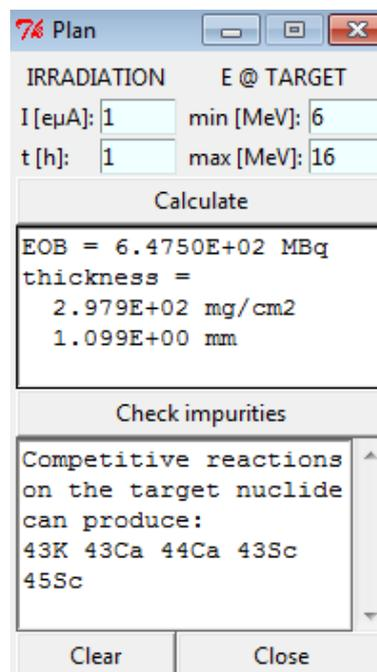 Plan
IRRADIATION E @ TARGET
I [eµA]: 1 min [MeV]: 6
t [h]: 1 max [MeV]: 16
Calculate
EOB = 6.4750E+02 MBq
thickness =
2.979E+02 mg/cm2
1.099E+00 mm
Check impurities
Competitive reactions
on the target nuclide
can produce:
43K 43Ca 44Ca 43Sc
45Sc
Clear Close